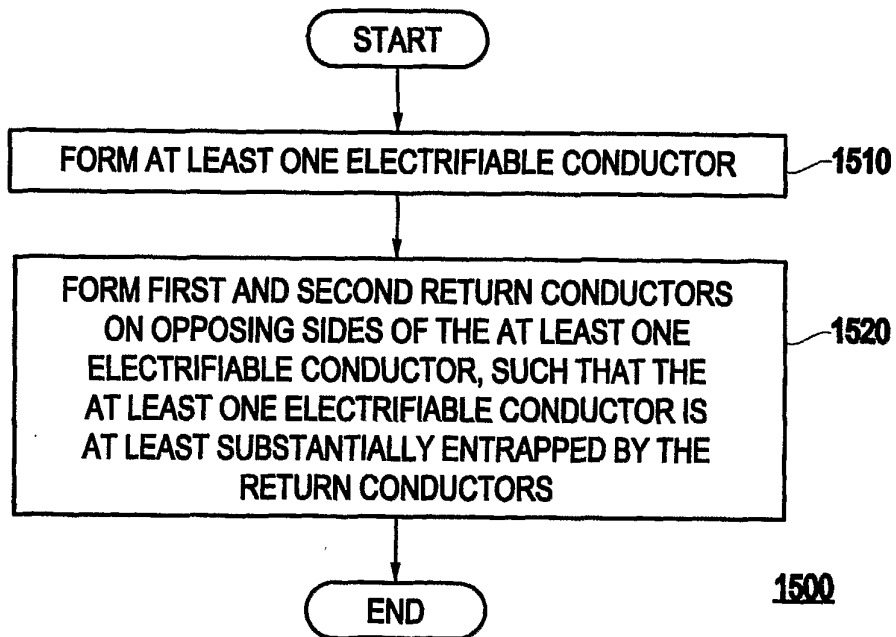 START
FORM AT LEAST ONE ELECTRIFIABLE CONDUCTOR
1510
FORM FIRST AND SECOND RETURN CONDUCTORS
ON OPPOSING SIDES OF THE AT LEAST ONE
ELECTRIFIABLE CONDUCTOR, SUCH THAT THE
AT LEAST ONE ELECTRIFIABLE CONDUCTOR IS
AT LEAST SUBSTANTIALLY ENTRAPPED BY THE
RETURN CONDUCTORS
1520
END
1500